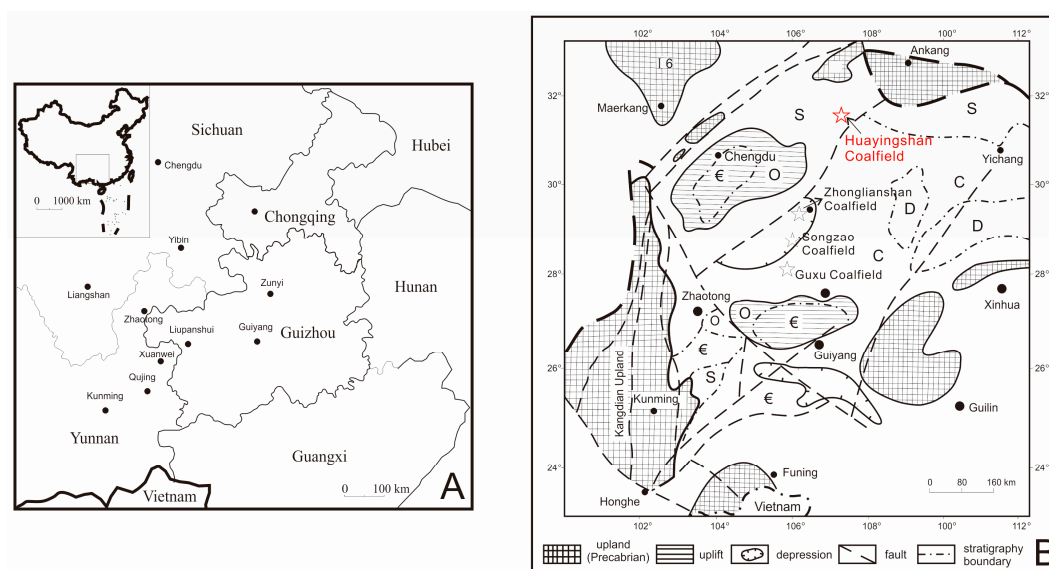 Sichuan
Hubei
Chengdu
0 1000 km
Chongqing
Yibin
Zunyi
Hunan
Liangshan
Zhaotong
Liupanshui
Guiyang
Guizhou
Xuanwei
Qujing
Kunming
Yunnan
Guangxi
Vietnam
0 100 km
A
102° 104° 106° 108° 110° 112°
Ankang
32°
32°
Maerkang
S
S
Huayingshan
Coalfield
Chengdu
Yichang
€
O
30°
30°
C
Zhonglianshan
Coalfield
D
D
Songzao
Coalfield
C
28°
28°
Guxu Coalfield
Zhaotong
Xinhua
O
O
€
Guiyang
€
26°
26°
S
Kangdian Upland
Kunming
€
Guilin
24°
24°
Funing
0 80 160 km
Honghe
Vietnam
102° 104° 106° 108° 110° 112°
upland
(Precabrian)
uplift
depression
fault
stratigraphy
boundary